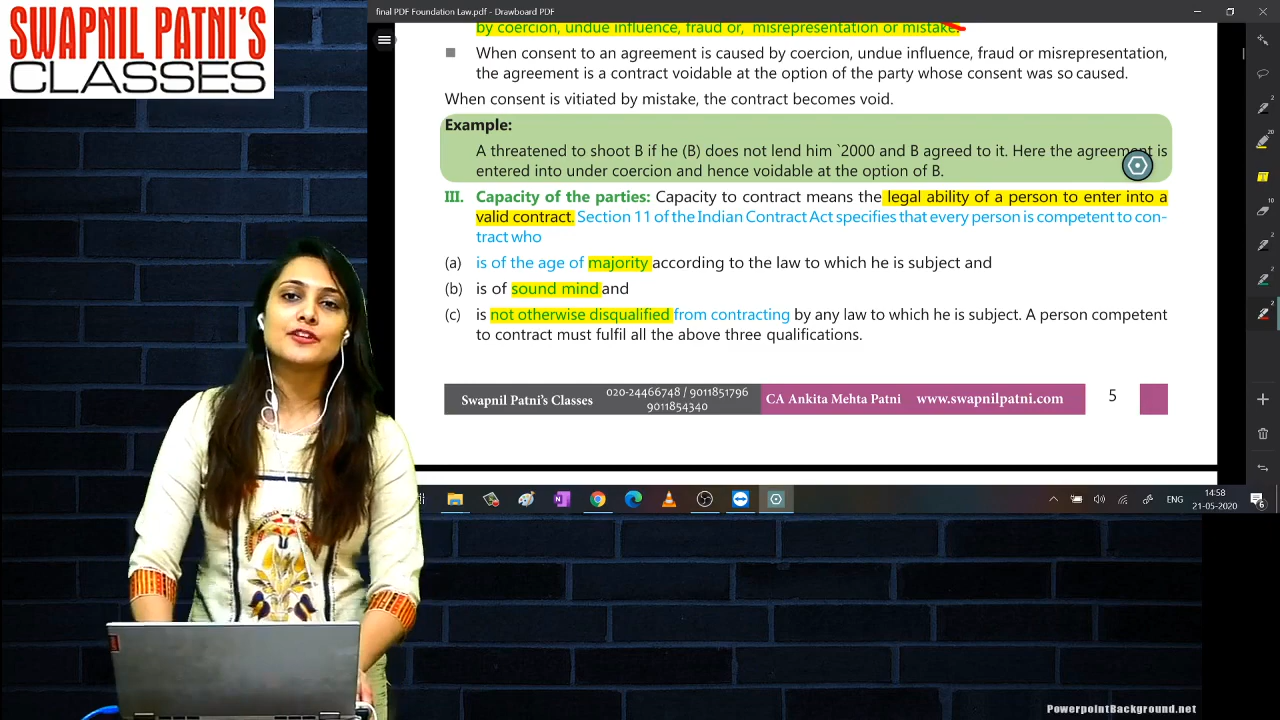 SWAPNIL PATNI'S
CLASSES
final PDF Foundation Law.pdf - Drawboard PDF
by coercion, undue influence, fraud or, misrepresentation or mistake.
■ When consent to an agreement is caused by coercion, undue influence, fraud or misrepresentation,
the agreement is a contract voidable at the option of the party whose consent was so caused.
When consent is vitiated by mistake, the contract becomes void.
Example:
A threatened to shoot B if he (B) does not lend him `2000 and B agreed to it. Here the agreement is
entered into under coercion and hence voidable at the option of B.
III. Capacity of the parties: Capacity to contract means the legal ability of a person to enter into a
valid contract. Section 11 of the Indian Contract Act specifies that every person is competent to con-
tract who
(a) is of the age of majority according to the law to which he is subject and
(b) is of sound mind and
(c) is not otherwise disqualified from contracting by any law to which he is subject. A person competent
to contract must fulfil all the above three qualifications.
Swapnil Patni's Classes
020-24466748 / 9011851796
9011854340
CA Ankita Mehta Patni
www.swapnilpatni.com
5
ENG
14:58
21-05-2020
PowerpointBackground.net